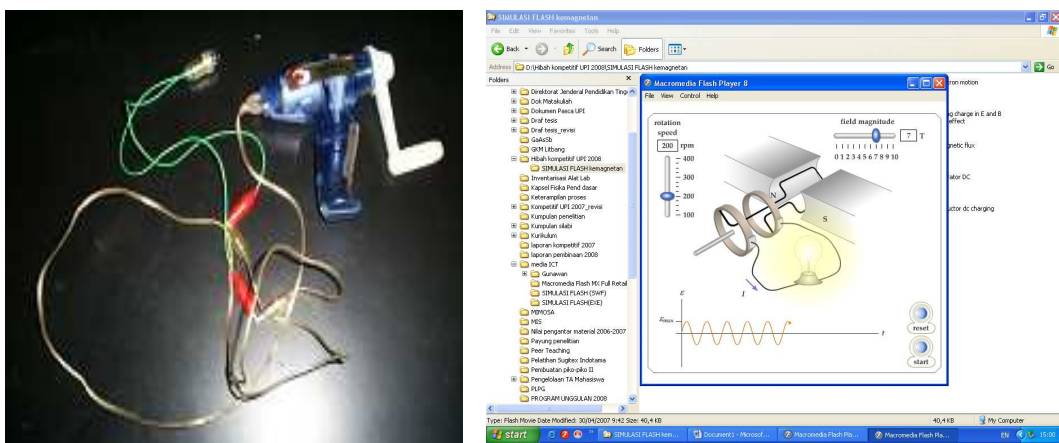 SIMULASI FLASH kemagnetan
File Edit View Favorites Tools Help
Back Search Folders
Address D:\Hibah kompetitif UPI 2008\SIMULASI FLASH kemagnetan Go
Folders
Direktorat Jenderal Pendidikan Ting
Dok Matakuliah
Dokumen Pasca UPI
Draf tesis
Draf tesis_revisi
GaAsSb
GKM Litbang
Hibah kompetitif UPI 2008
SIMULASI FLASH kemagnetan
Inventarisasi Alat Lab
Kapsel Fisika Pend dasar
Keterampilan proses
Kompetitif UPI 2007_revisi
Kumpulan penelitian
Kumpulan silabi
Kurikulum
laporan kompetitif 2007
laporan pembinaan 2008
media ICT
Gunawan
Macromedia Flash MX Full Retail
SIMULASI FLASH (SWF)
SIMULASI FLASH(EXE)
MIMOSA
MIS
Nilai pengantar material 2006-2007
Payung penelitian
Peer Teaching
Pelatihan Sugitex Indotama
Pembuatan piko-piko II
Pengelolaan TA Mahasiswa
PLPG
PROGRAM UNGGULAN 2008
Macromedia Flash Player 8
File View Control Help
rotation
speed
200 rpm
400
300
200
100
field magnitude
7 T
0 1 2 3 4 5 6 7 8 9 10
N
S
I
ε
εmax
t
reset
start
tron motion
g charge in E and B
effect
gnetic flux
ator DC
uctor dc charging
Type: Flash Movie Date Modified: 30/04/2007 9:42 Size: 40,4 KB 40,4 KB My Computer
start SIMULASI FLASH kem... Document1 - Microsof... Macromedia Flash Pla... Macromedia Flash Pla... EN 15:00